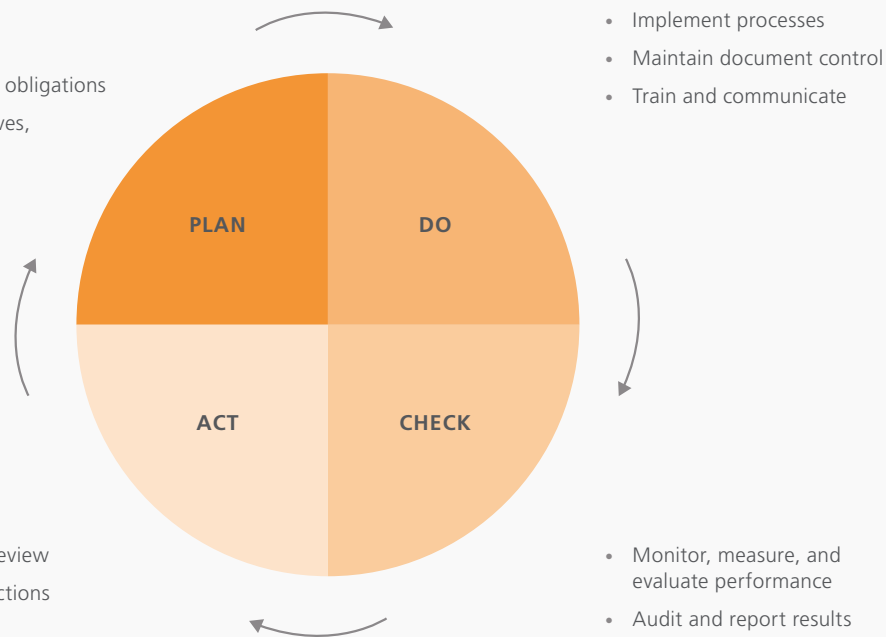 obligations
PLAN
DO
ACT
CHECK
• Implement processes
• Maintain document control
• Train and communicate
• Monitor, measure, and
evaluate performance
• Audit and report results